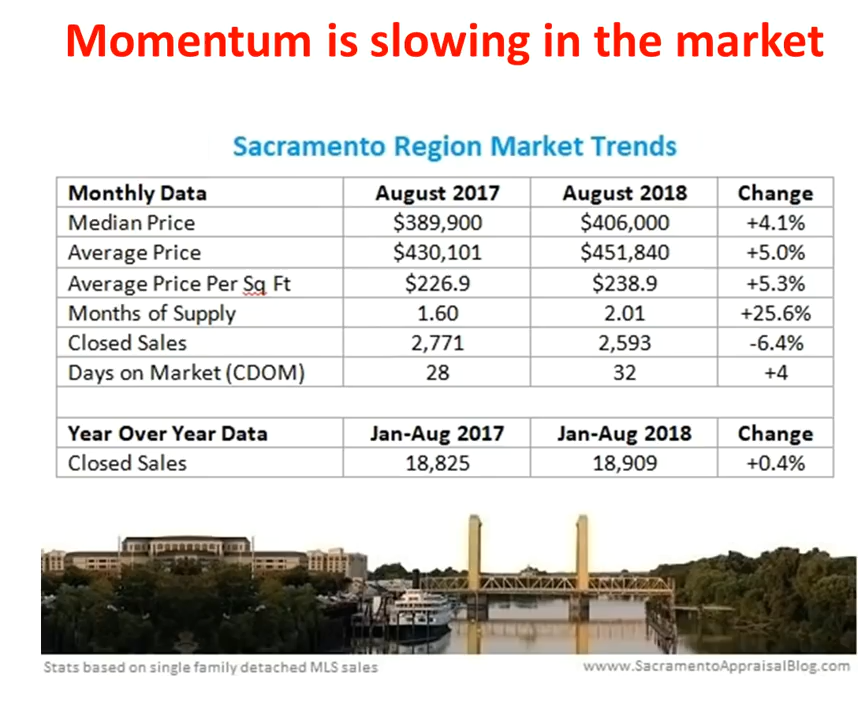 Momentum is slowing in the market
Sacramento Region Market Trends
Monthly Data August 2017 August 2018 Change
Median Price $389,900 $406,000 +4.1%
Average Price $430,101 $451,840 +5.0%
Average Price Per Sq Ft $226.9 $238.9 +5.3%
Months of Supply 1.60 2.01 +25.6%
Closed Sales 2,771 2,593 -6.4%
Days on Market (CDOM) 28 32 +4
Year Over Year Data Jan-Aug 2017 Jan-Aug 2018 Change
Closed Sales 18,825 18,909 +0.4%
Stats based on single family detached MLS sales www.SacramentoAppraisalBlog.com